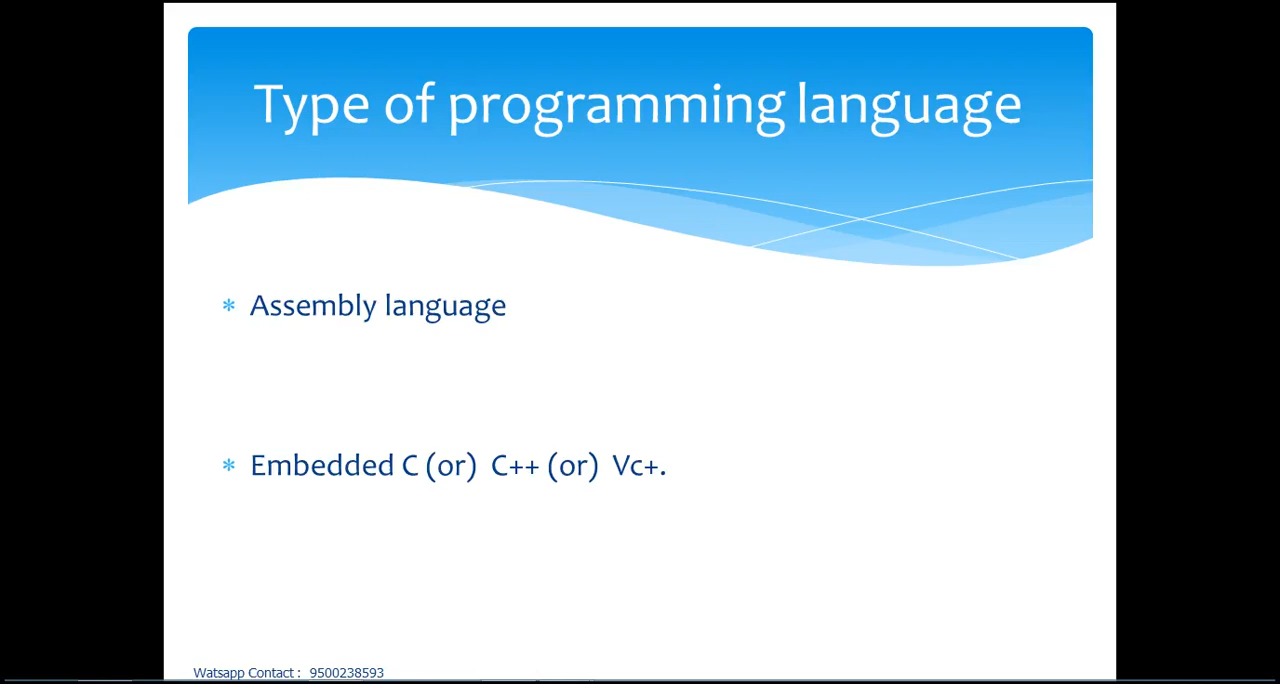 Type of programming language
* Assembly language
* Embedded C (or) C++ (or) Vc+.
Watsapp Contact : 9500238593